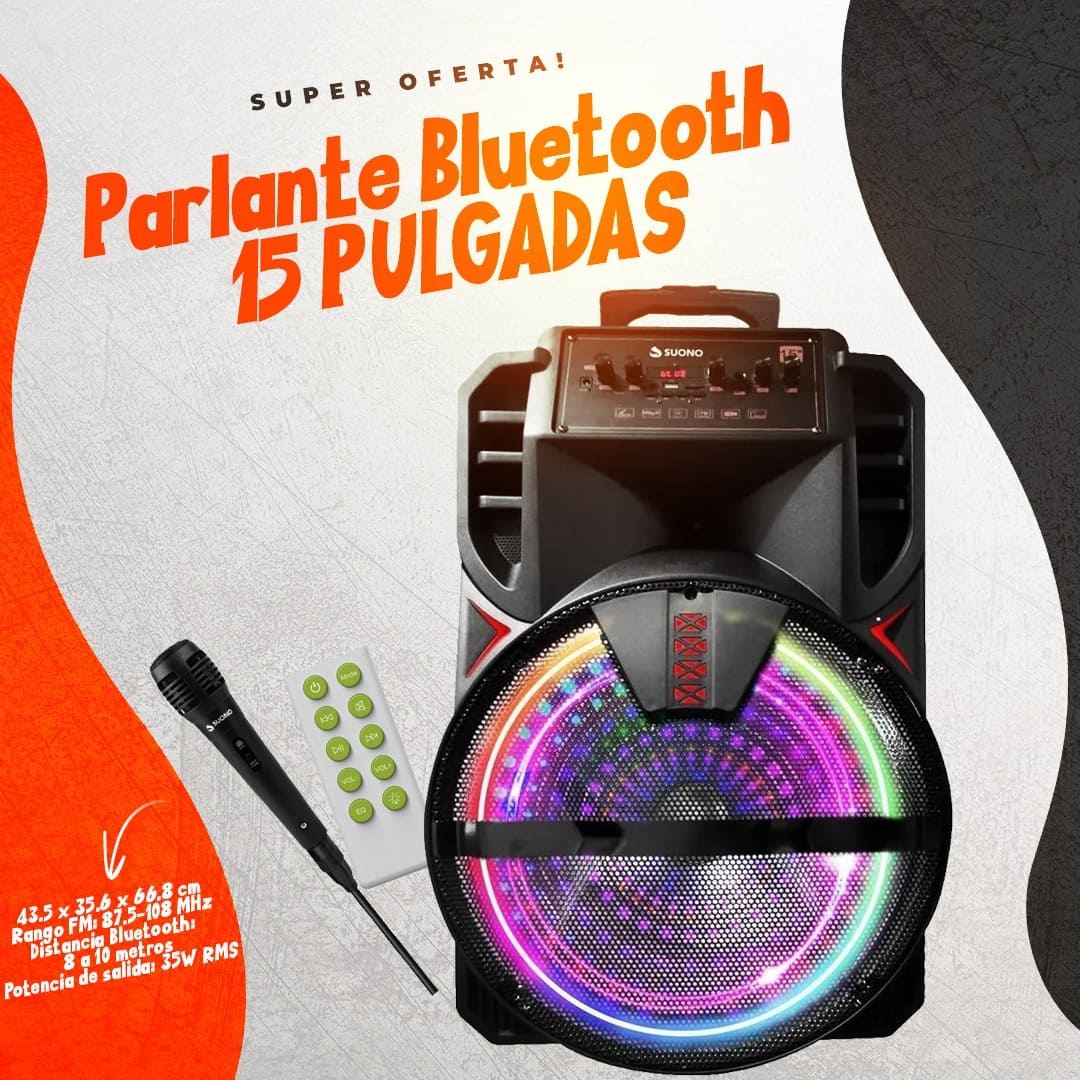 SUPER OFERTA!
Parlante Bluetooth
15 PULGADAS
SUONO
15"
SUONO
Mode
VOL-
VOL+
EQ
43.5 x 35.6 x 66.8 cm
Rango FM: 87.5-108 MHz
Distancia Bluetooth:
8 a 10 metros
Potencia de salida: 35W RMS